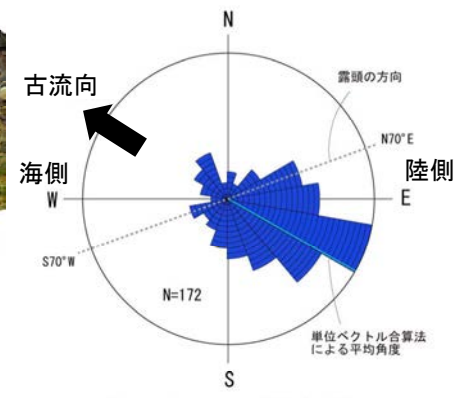 N
露頭の方向
古流向
N70°E
海側
陸側
W
E
S70°W
N=172
単位ベクトル合算法
による平均角度
S